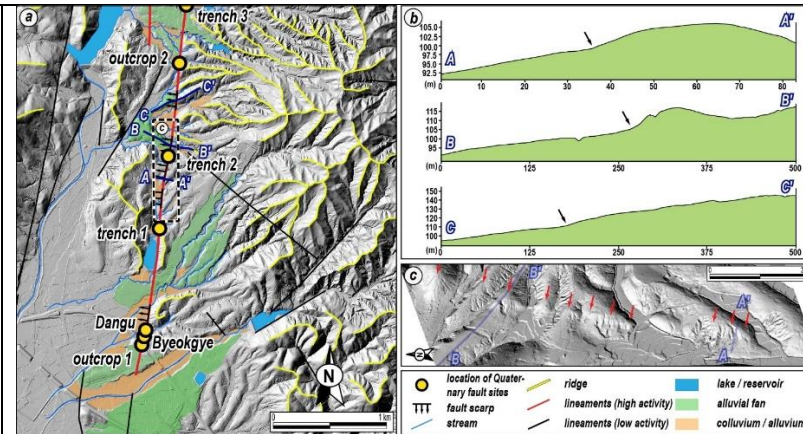 a
trench 3
outcrop 2
C'
C
B
c
B'
trench 2
A
A'
trench 1
Dangu
Byeokgye
outcrop 1
N
0
1 km
b
A'
105.0
102.5
100.0
97.5
95.0
92.5
A
(m)
0
10
20
30
40
50
60
70
80
B'
115
110
105
100
95
B
(m)
0
125
250
375
500
C'
150
140
130
120
110
100
C
(m)
0
125
250
375
500
c
B'
A'
B
A
N
0
location of Quater-
nary fault sites
fault scarp
stream
ridge
lineaments (high activity)
lineaments (low activity)
lake / reservoir
alluvial fan
colluvium / alluvium